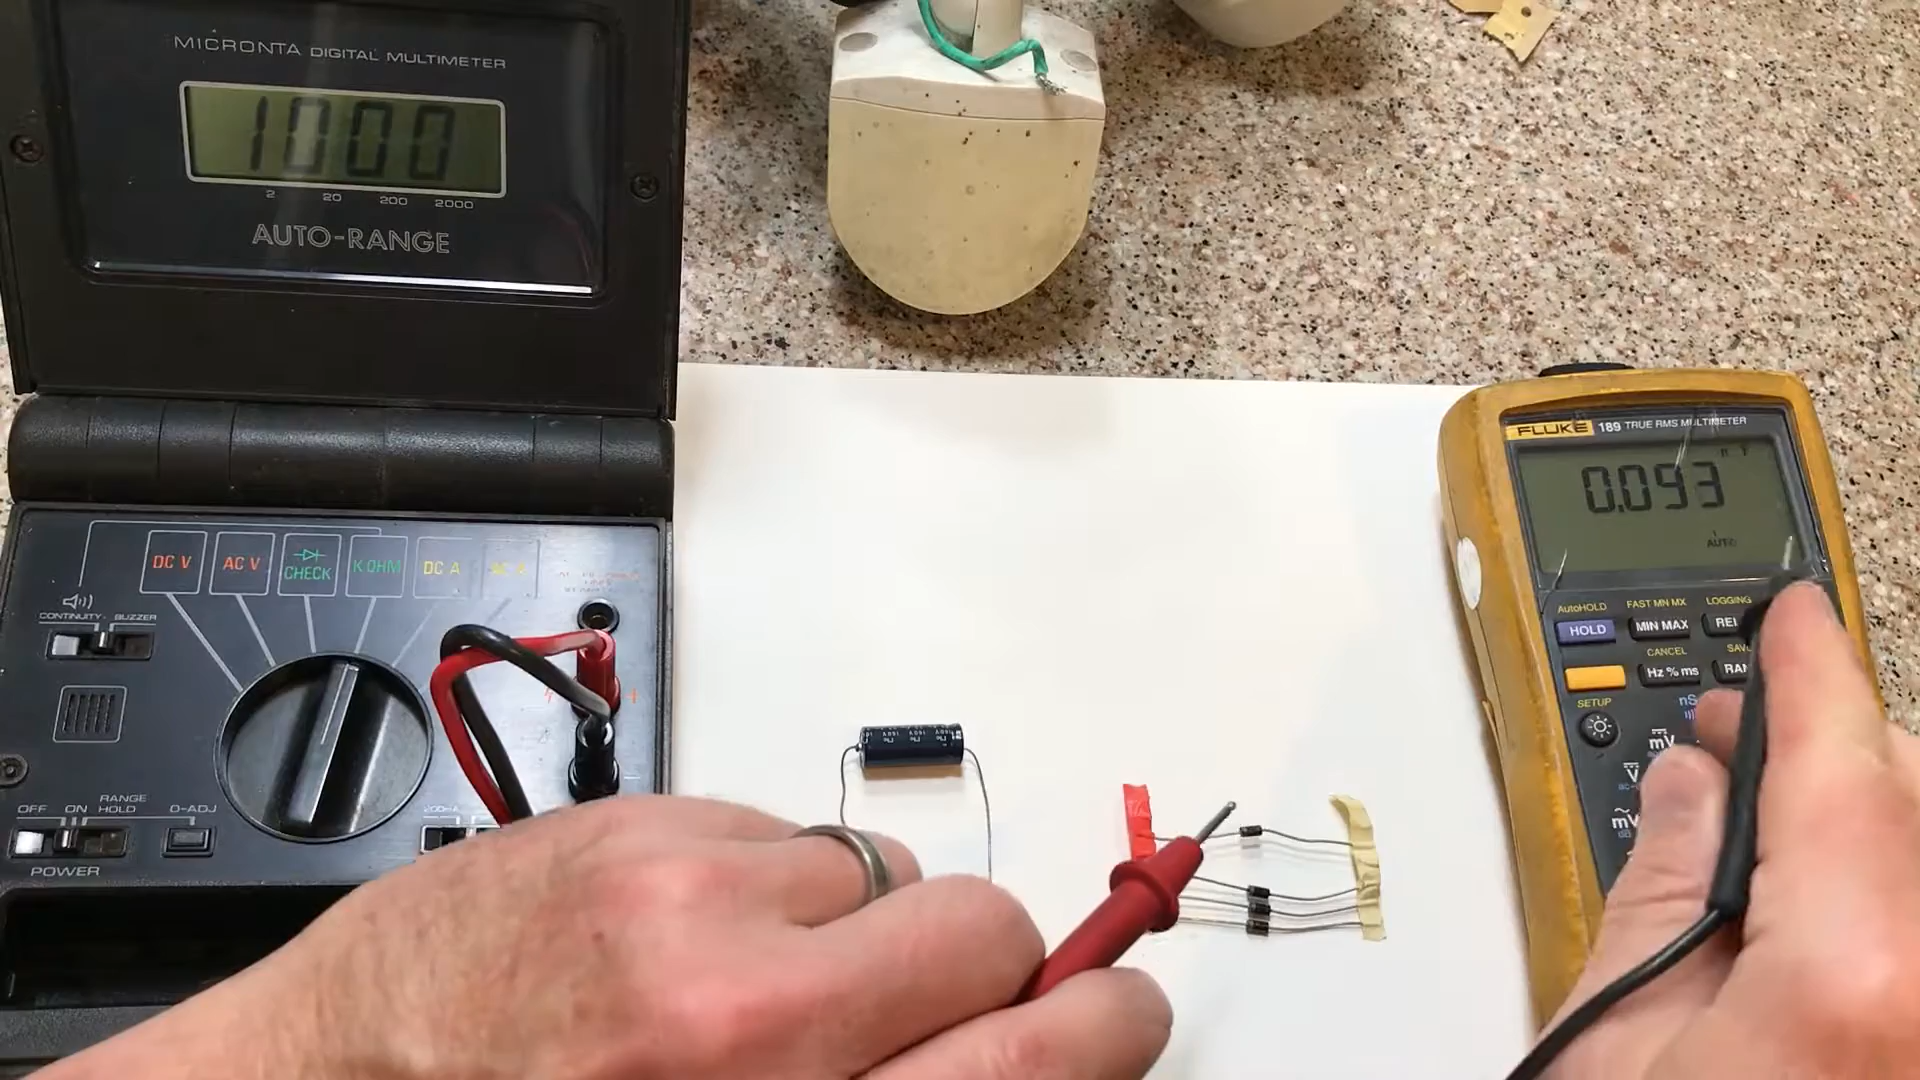 MICRONTA DIGITAL MULTIMETER
1000
2 20 200 2000
AUTO-RANGE
DC V
AC V
CHECK
K OHM
DC A
CONTINUITY - BUZZER
OFF ON RANGE HOLD
D-ADJ
POWER
FLUKE 189 TRUE RMS MULTIMETER
0.093
AUTO
AutoHOLD FAST MN MX LOGGING
HOLD MIN MAX
CANCEL
Hz % ms
SETUP
nS
mV
V
mV